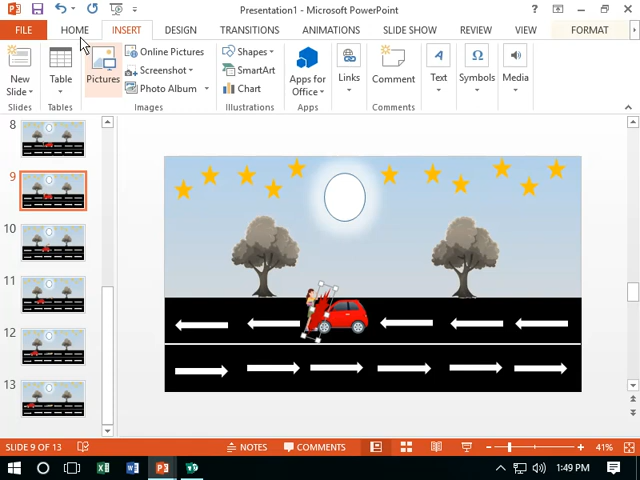 Presentation1 - Microsoft PowerPoint
FILE HOME INSERT DESIGN TRANSITIONS ANIMATIONS SLIDE SHOW REVIEW VIEW FORMAT
New Slide
Table
Pictures
Online Pictures
Screenshot
Photo Album
Shapes
SmartArt
Chart
Apps for Office
Links
Comment
Text
Symbols
Media
Slides Tables Images Illustrations Apps Comments
8
9
10
11
12
13
SLIDE 9 OF 13 NOTES COMMENTS 41%
1:49 PM